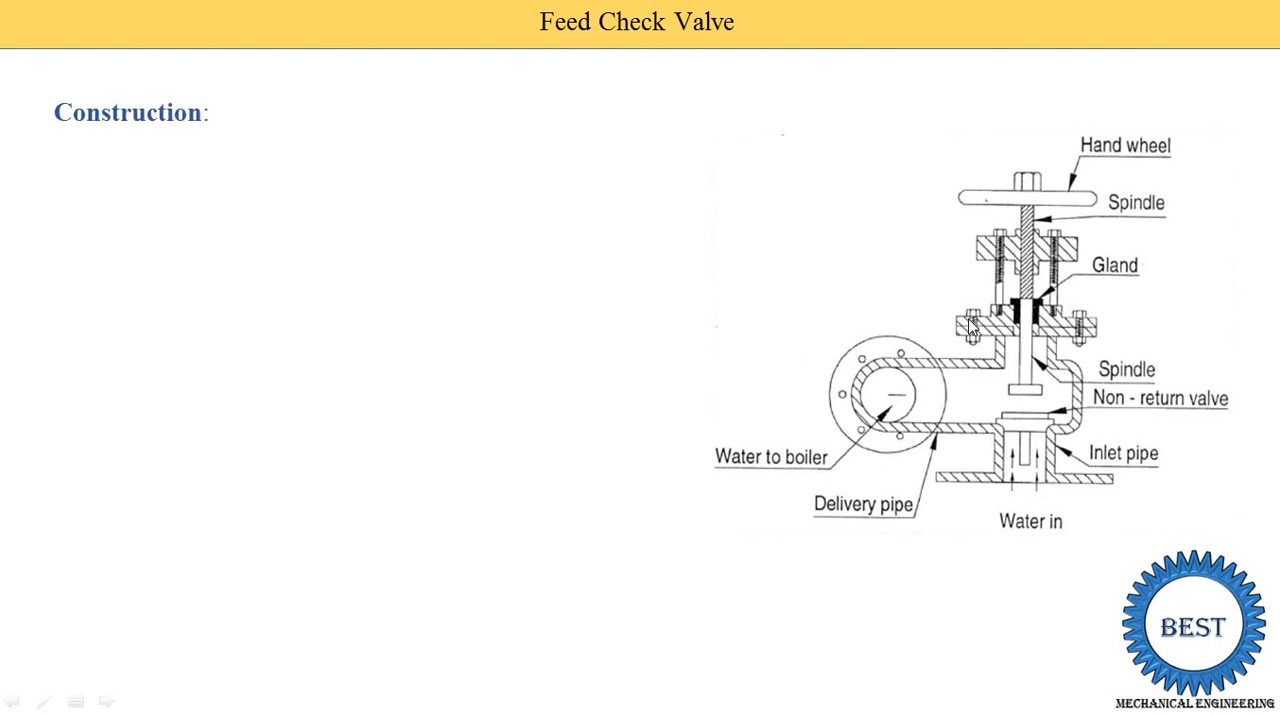 Feed Check Valve
Construction:
Hand wheel
Spindle
Gland
Spindle
Non - return valve
Water to boiler
Inlet pipe
Delivery pipe
Water in
BEST
MECHANICAL ENGINEERING